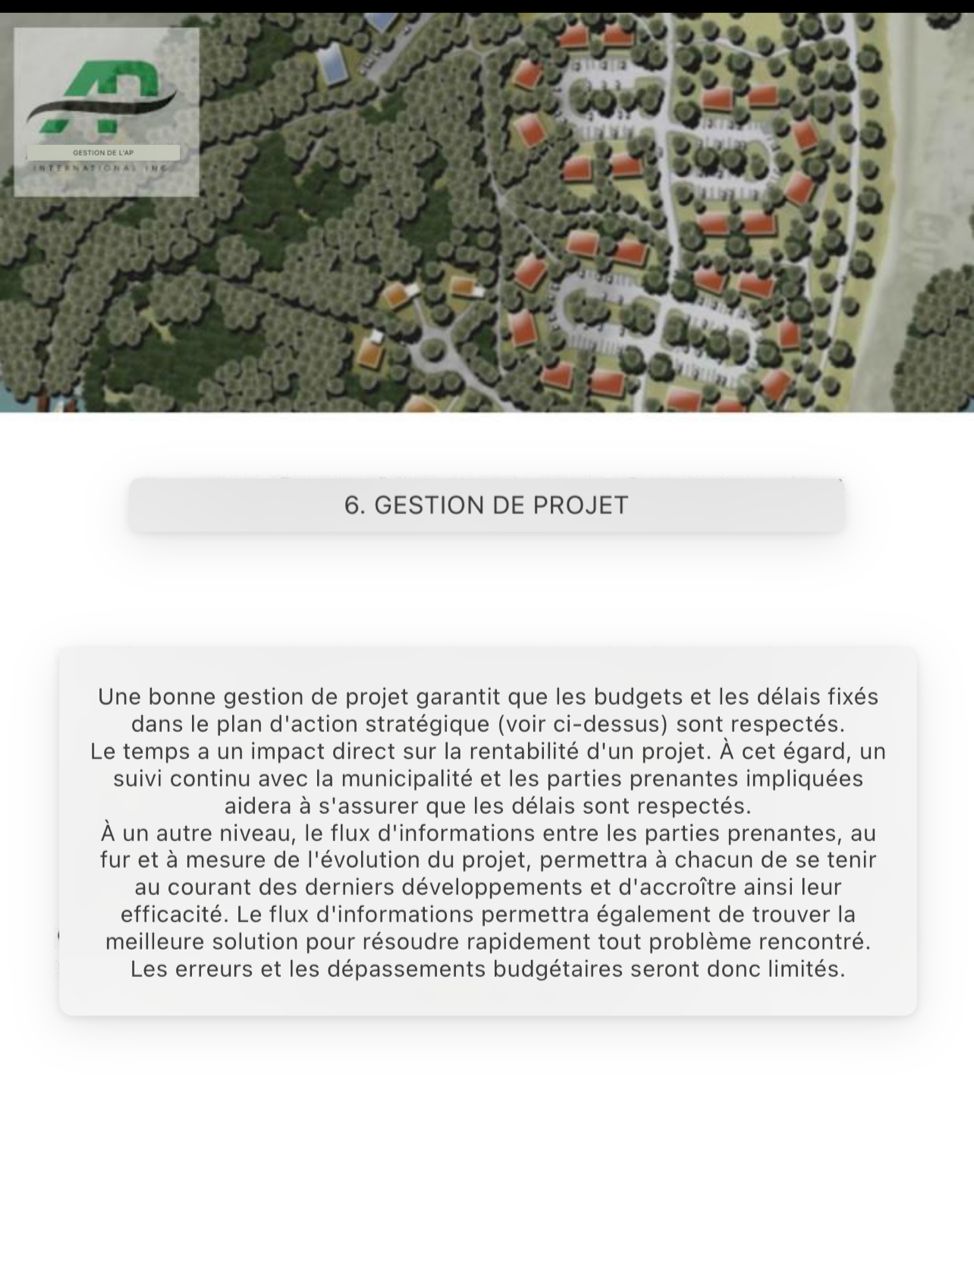 AP
GESTION DE L'AP
INTERNATIONAL INC
6. GESTION DE PROJET
Une bonne gestion de projet garantit que les budgets et les délais fixés
dans le plan d'action stratégique (voir ci-dessus) sont respectés.
Le temps a un impact direct sur la rentabilité d'un projet. À cet égard, un
suivi continu avec la municipalité et les parties prenantes impliquées
aidera à s'assurer que les délais sont respectés.
À un autre niveau, le flux d'informations entre les parties prenantes, au
fur et à mesure de l'évolution du projet, permettra à chacun de se tenir
au courant des derniers développements et d'accroître ainsi leur
efficacité. Le flux d'informations permettra également de trouver la
meilleure solution pour résoudre rapidement tout problème rencontré.
Les erreurs et les dépassements budgétaires seront donc limités.